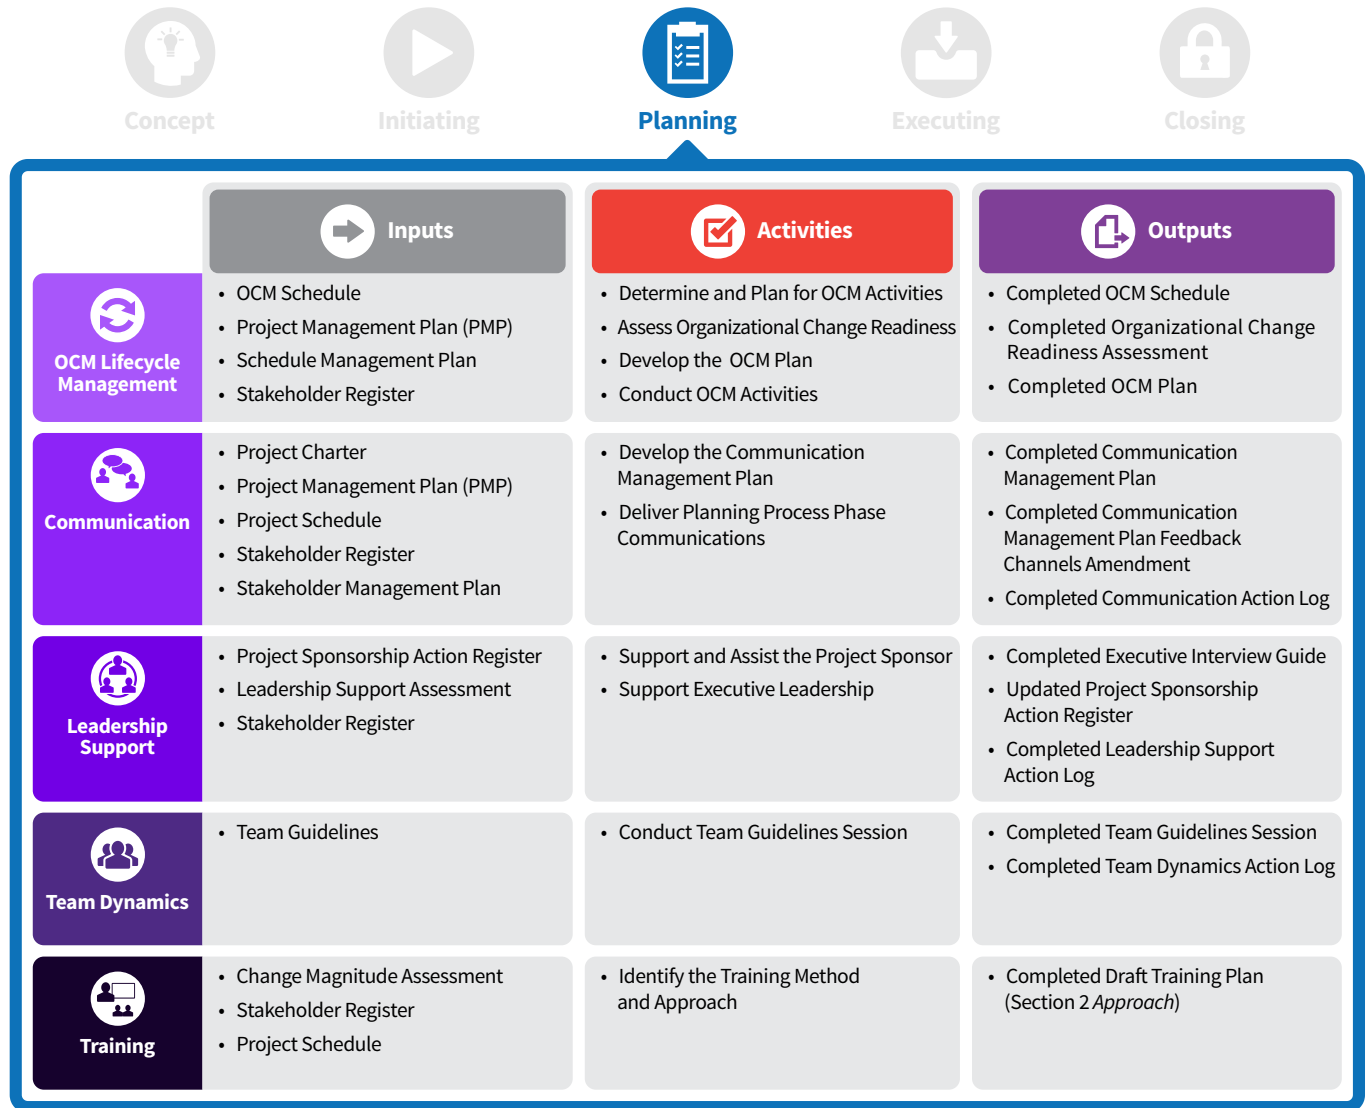 Concept
Initiating
Planning
Executing
Closing
Inputs
Activities
Outputs
OCM Lifecycle
Management
• OCM Schedule
• Project Management Plan (PMP)
• Schedule Management Plan
• Stakeholder Register
• Determine and Plan for OCM Activities
• Assess Organizational Change Readiness
• Develop the OCM Plan
• Conduct OCM Activities
• Completed OCM Schedule
• Completed Organizational Change
Readiness Assessment
• Completed OCM Plan
Communication
• Project Charter
• Project Management Plan (PMP)
• Project Schedule
• Stakeholder Register
• Stakeholder Management Plan
• Develop the Communication
Management Plan
• Deliver Planning Process Phase
Communications
• Completed Communication
Management Plan
• Completed Communication
Management Plan Feedback
Channels Amendment
• Completed Communication Action Log
Leadership
Support
• Project Sponsorship Action Register
• Leadership Support Assessment
• Stakeholder Register
• Support and Assist the Project Sponsor
• Support Executive Leadership
• Completed Executive Interview Guide
• Updated Project Sponsorship
Action Register
• Completed Leadership Support
Action Log
Team Dynamics
• Team Guidelines
• Conduct Team Guidelines Session
• Completed Team Guidelines Session
• Completed Team Dynamics Action Log
Training
• Change Magnitude Assessment
• Stakeholder Register
• Project Schedule
• Identify the Training Method
and Approach
• Completed Draft Training Plan
(Section 2 Approach)